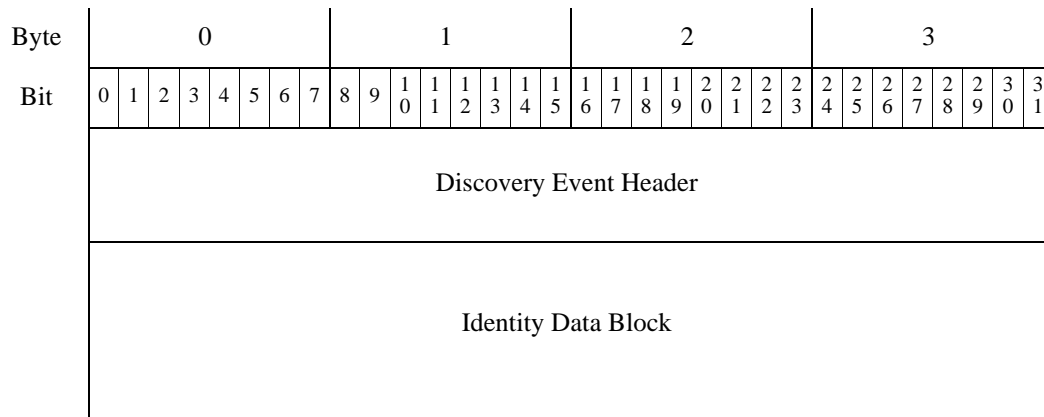 Byte 0 1 2 3
Bit 0 1 2 3 4 5 6 7 8 9 10 11 12 13 14 15 16 17 18 19 20 21 22 23 24 25 26 27 28 29 30 31
Discovery Event Header
Identity Data Block